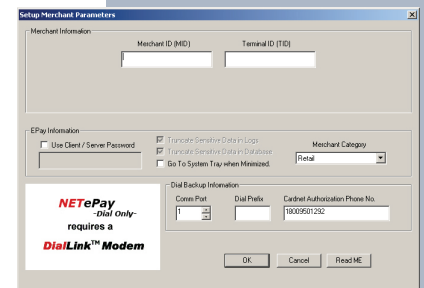 Setup Merchant Parameters
Merchant Information
Merchant ID (MID) Terminal ID (TID)
EPay Information
Use Client / Server Password
Truncate Sensitive Data in Logs
Truncate Sensitive Data in Database
Go To System Tray when Minimized.
Merchant Category
Retail
NETePay
-Dial Only-
requires a
DialLink™ Modem
Dial Backup Information
Comm Port Dial Prefix Cardnet Authorization Phone No.
1 18009501292
OK Cancel Read ME